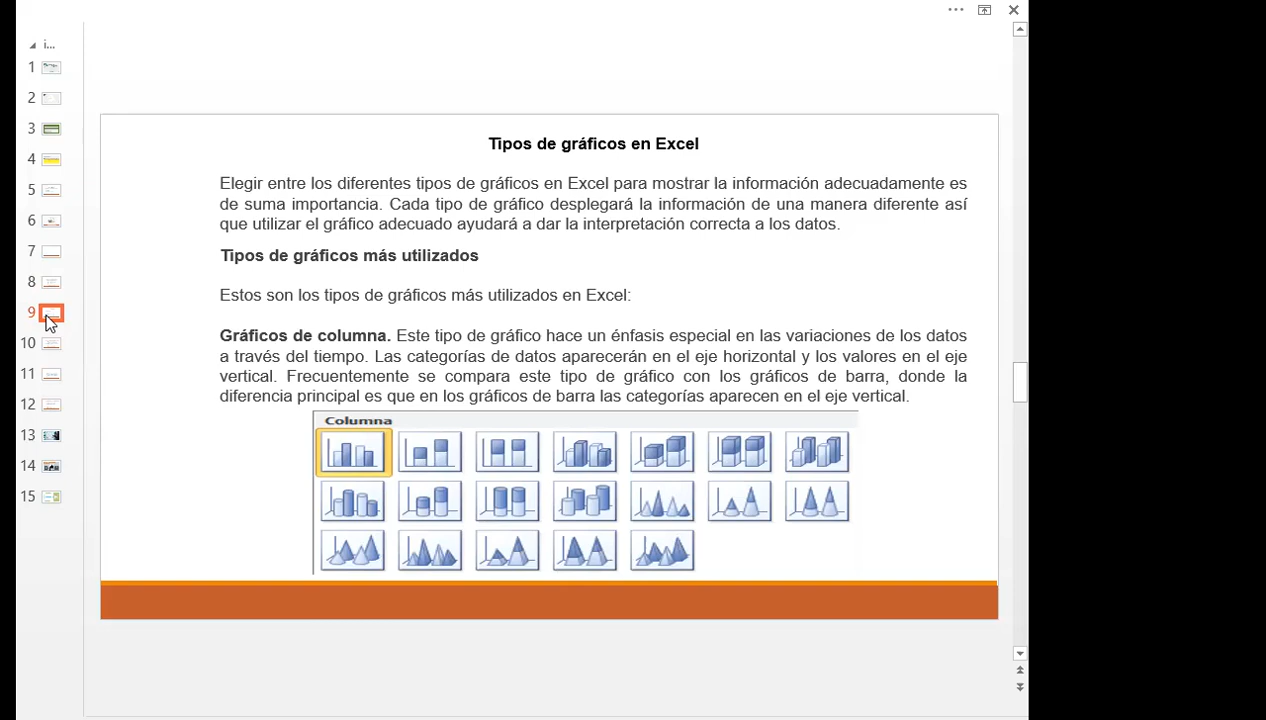 i...
1
2
3
4
5
6
7
8
9
10
11
12
13
14
15
Tipos de gráficos en Excel
Elegir entre los diferentes tipos de gráficos en Excel para mostrar la información adecuadamente es
de suma importancia. Cada tipo de gráfico desplegará la información de una manera diferente así
que utilizar el gráfico adecuado ayudará a dar la interpretación correcta a los datos.
Tipos de gráficos más utilizados
Estos son los tipos de gráficos más utilizados en Excel:
Gráficos de columna. Este tipo de gráfico hace un énfasis especial en las variaciones de los datos
a través del tiempo. Las categorías de datos aparecerán en el eje horizontal y los valores en el eje
vertical. Frecuentemente se compara este tipo de gráfico con los gráficos de barra, donde la
diferencia principal es que en los gráficos de barra las categorías aparecen en el eje vertical.
Columna